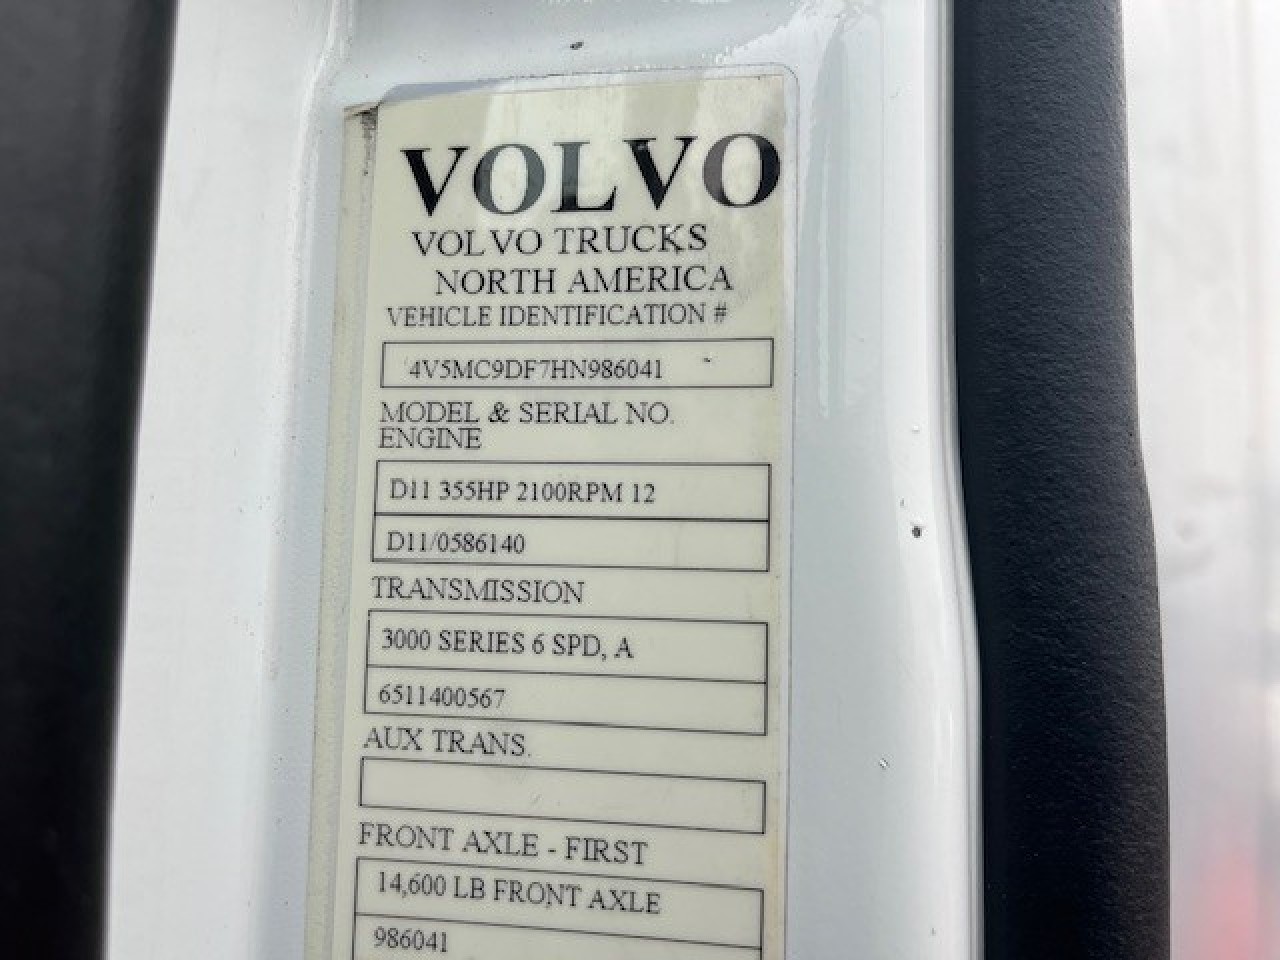 VOLVO
VOLVO TRUCKS
NORTH AMERICA
VEHICLE IDENTIFICATION #
4V5MC9DF7HN986041
MODEL & SERIAL NO.
ENGINE
D11 355HP 2100RPM 12
D11/0586140
TRANSMISSION
3000 SERIES 6 SPD, A
6511400567
AUX TRANS.
FRONT AXLE - FIRST
14,600 LB FRONT AXLE
986041